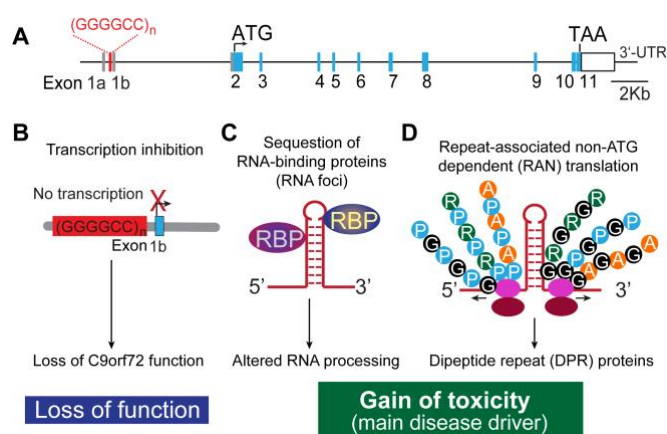 A
(GGGGCC)n
ATG
TAA
3'-UTR
Exon 1a 1b 2 3 4 5 6 7 8 9 10 11
2Kb
B
Transcription inhibition
No transcription
X
(GGGGCC)n
Exon 1b
Loss of C9orf72 function
Loss of function
C
Sequestion of
RNA-binding proteins
(RNA foci)
RBP RBP
5' 3'
Altered RNA processing
D
Repeat-associated non-ATG
dependent (RAN) translation
P G P G P G P
R P R P R P
A P A P A P
G R G R G R
G P G P G P
G A G A G A
5' 3'
Dipeptide repeat (DPR) proteins
Gain of toxicity
(main disease driver)